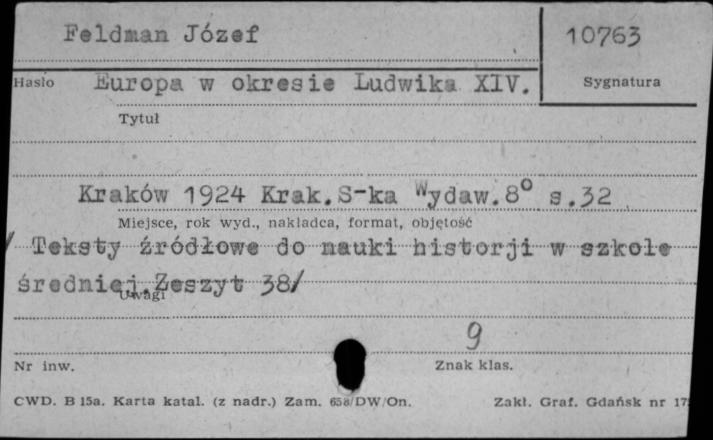 Feldman Józef
10763
Hasło Europa w okresie Ludwika XIV.
Sygnatura
Tytuł
Kraków 1924 Krak.S-ka Wydaw.8° s.32
Miejsce, rok wyd., nakładca, format, objętość
/ Teksty źródłowe do nauki historji w szkole
średniej.Zeszyt 38/
Uwagi
9
Nr inw.
Znak klas.
CWD. B 15a. Karta katal. (z nadr.) Zam. 658/DW/On.
Zakł. Graf. Gdańsk nr